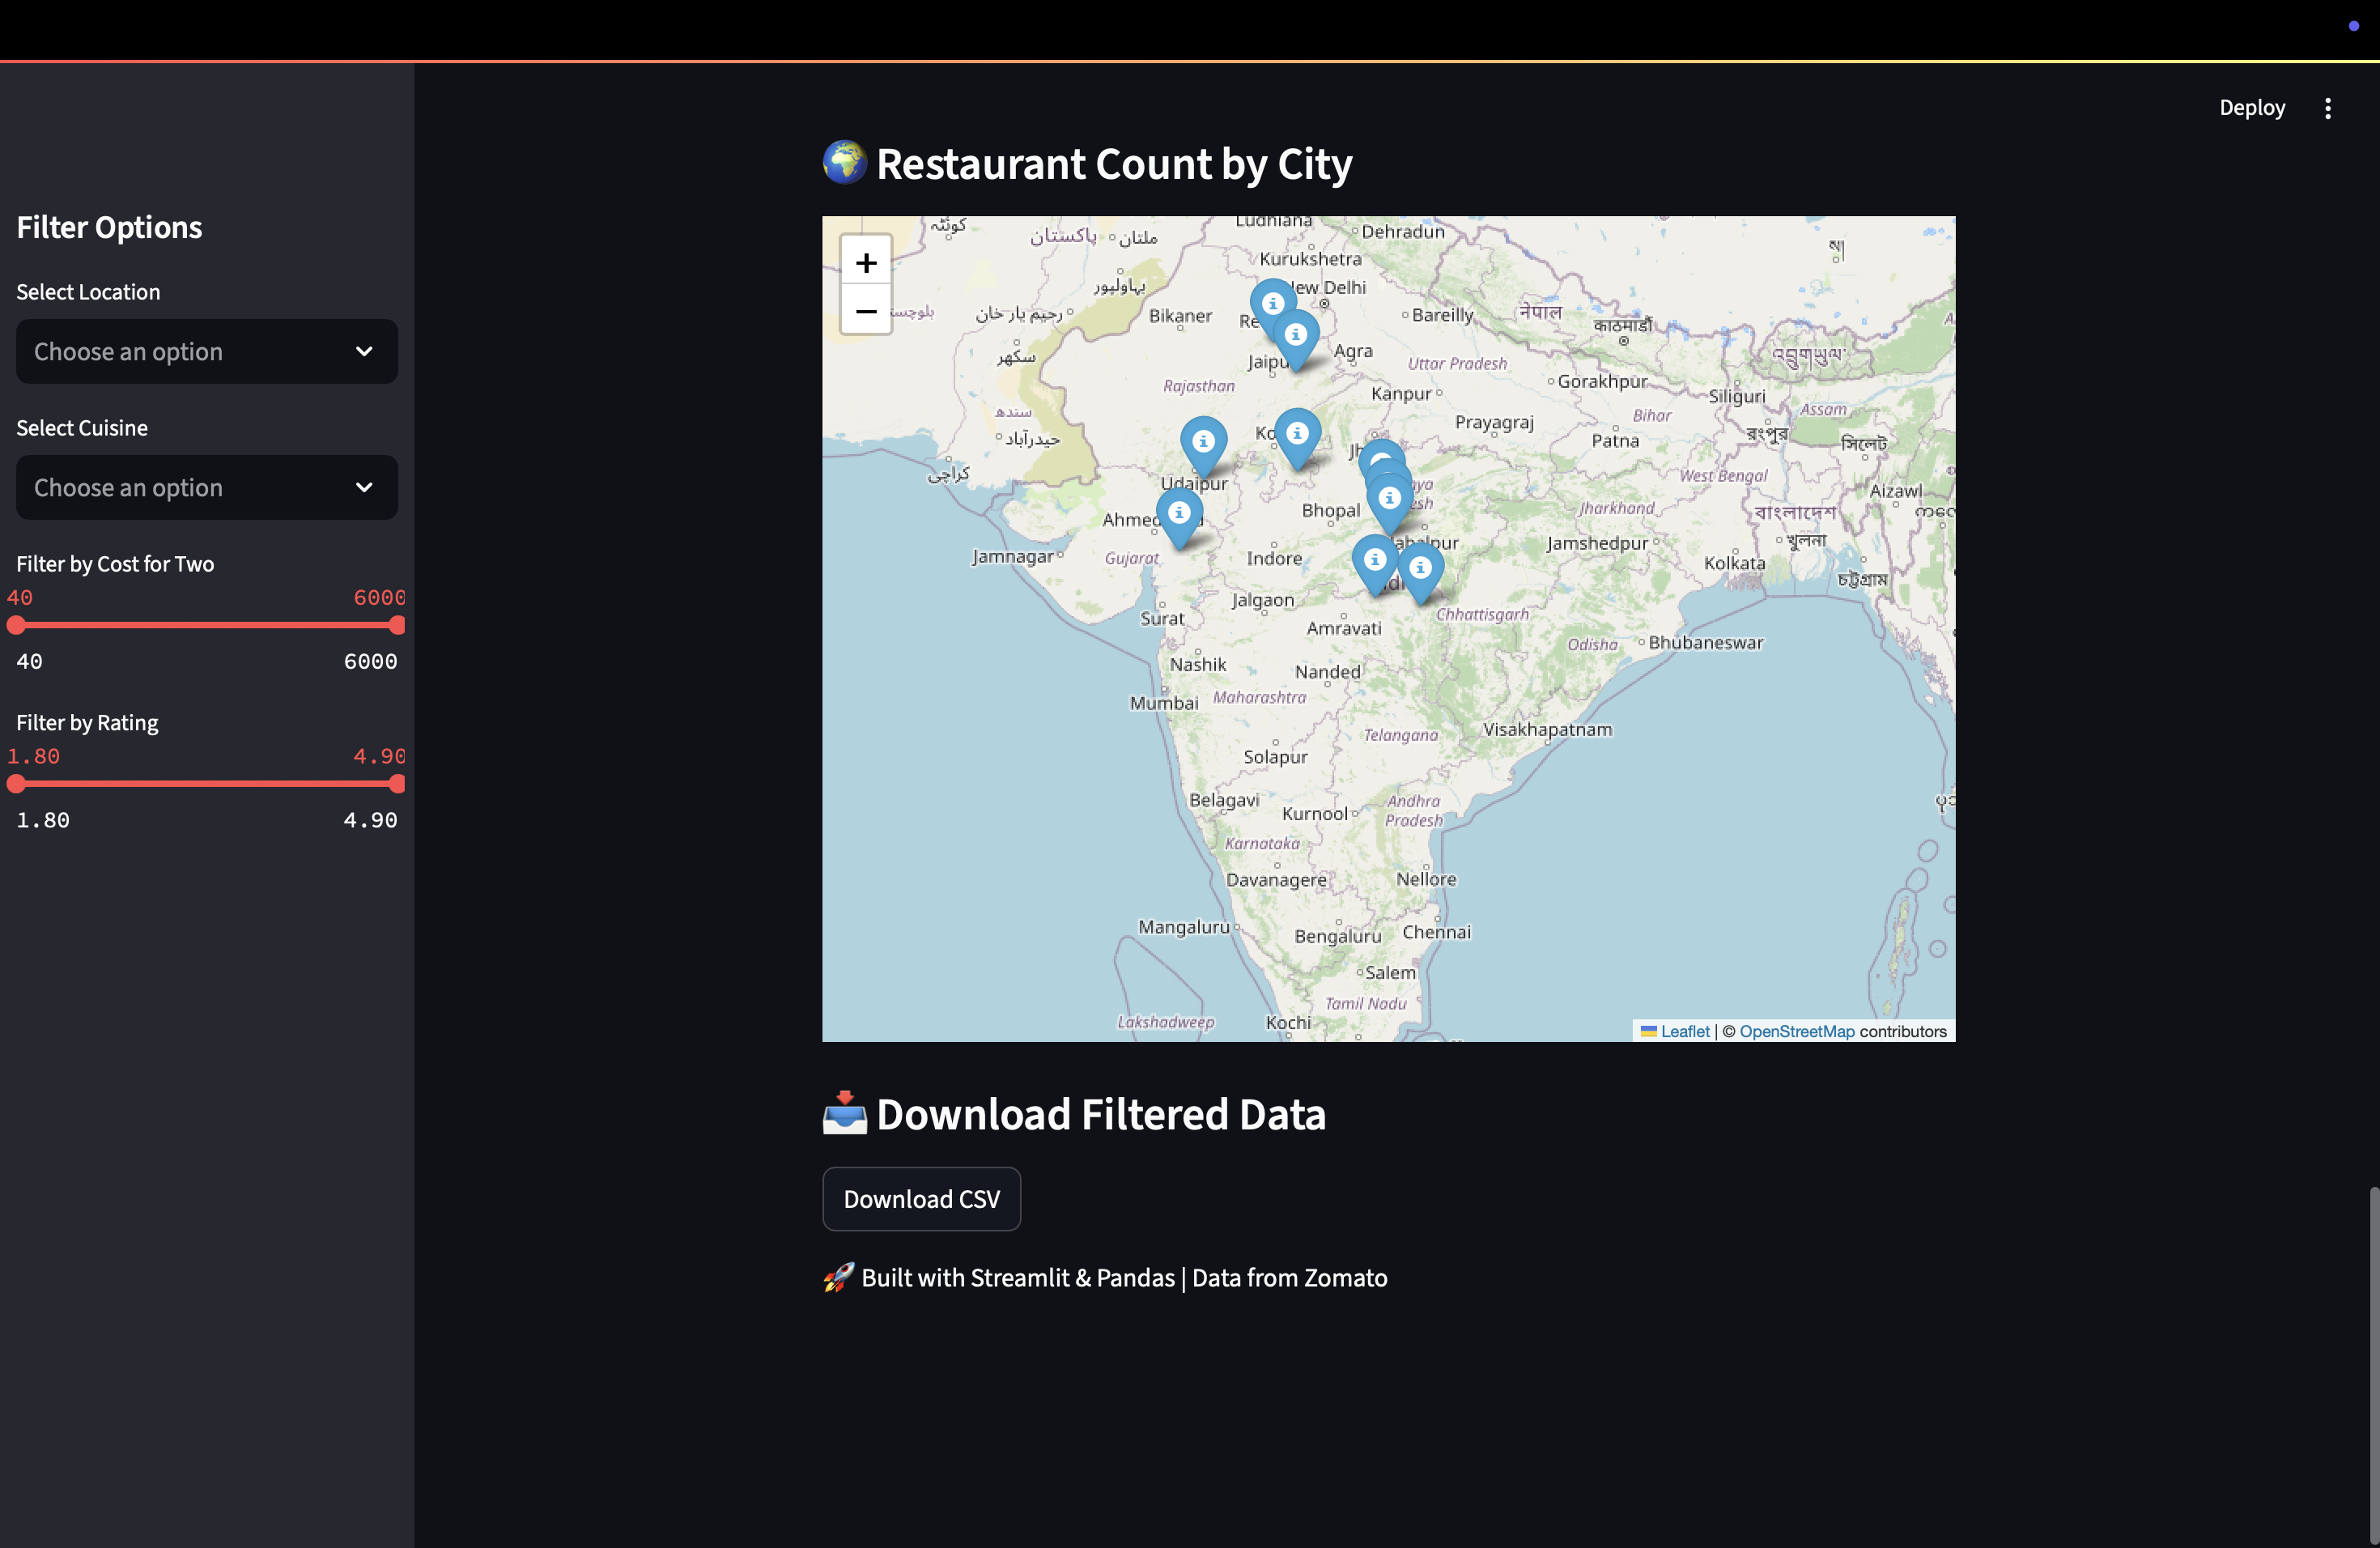 Deploy
Filter Options
Select Location
Choose an option
Select Cuisine
Choose an option
Filter by Cost for Two
40 6000
40 6000
Filter by Rating
1.80 4.90
1.80 4.90
🌍 Restaurant Count by City
+
−
کوئٹہ
پاکستان
ملتان
Ludhiana
Dehradun
Kurukshetra
بہاولپور
رحیم یار خان
Bikaner
New Delhi
Bareilly
नेपाल
काठमाडौं
سکھر
Agra
Uttar Pradesh
འབྲུག་ཡུལ་
Rajasthan
Kanpur
Gorakhpur
Siliguri
Assam
سندھ
حیدرآباد
Prayagraj
Bihar
Patna
রংপুর
সিলেট
کراچی
Udaipur
West Bengal
Aizawl
Bhopal
Jharkhand
বাংলাদেশ
Jamnagar
Gujarat
Indore
Jamshedpur
খুলনা
Kolkata
চট্টগ্রাম
Surat
Jalgaon
Amravati
Chhattisgarh
Odisha
Bhubaneswar
Nashik
Nanded
Mumbai
Maharashtra
Telangana
Visakhapatnam
Solapur
Belagavi
Kurnool
Andhra
Pradesh
Karnataka
Davanagere
Nellore
Mangaluru
Bengaluru
Chennai
Salem
Tamil Nadu
Lakshadweep
Kochi
Leaflet | © OpenStreetMap contributors
📥 Download Filtered Data
Download CSV
🚀 Built with Streamlit & Pandas | Data from Zomato